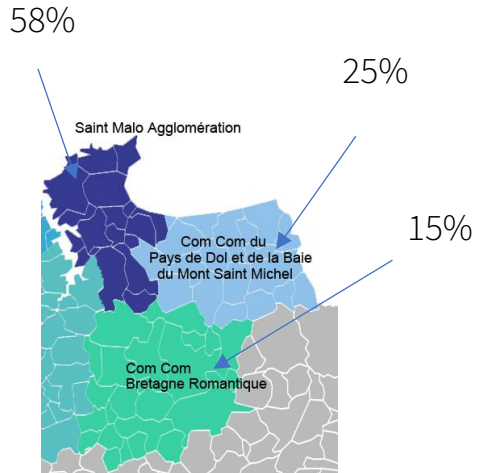 58%
25%
Saint Malo Agglomération
15%
Com Com du
Pays de Dol et de la Baie
du Mont Saint Michel
Com Com
Bretagne Romantique